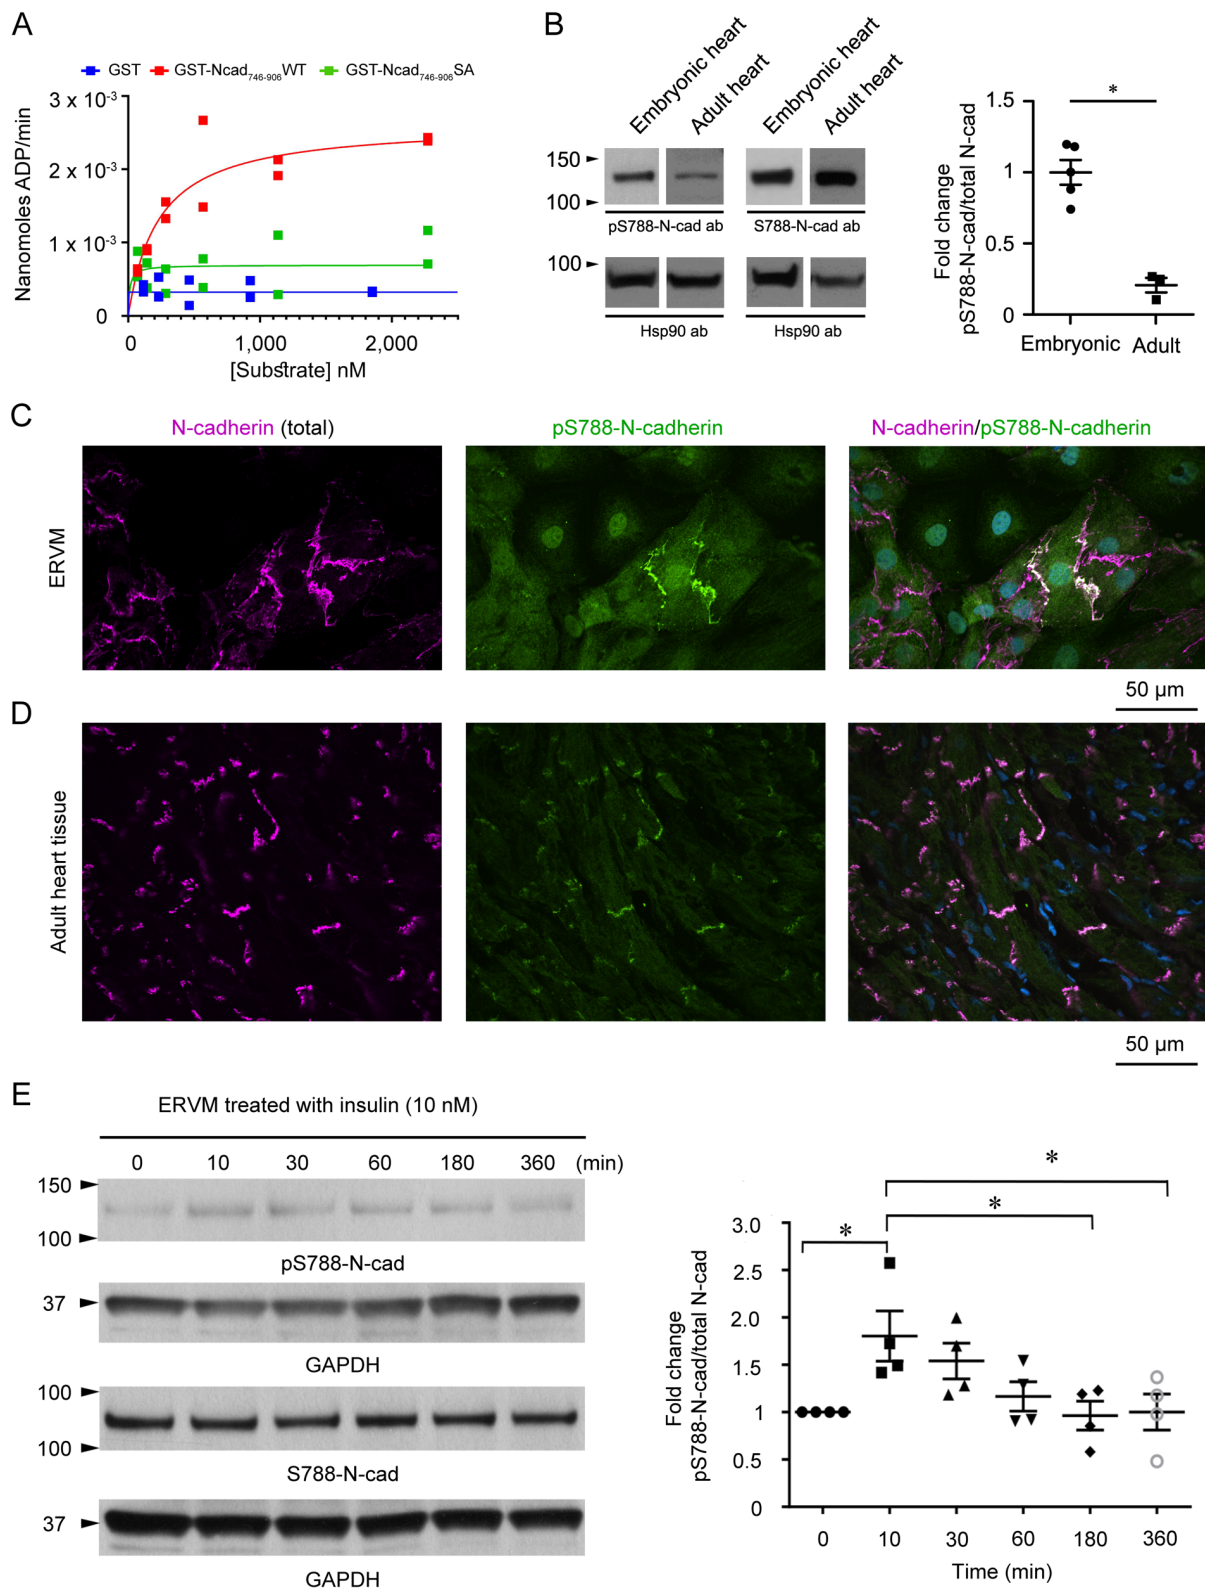 A
GST GST-Ncad746-906WT GST-Ncad746-906SA
Nanomoles ADP/min
3 x 10-3
2 x 10-3
1 x 10-3
0
0 1,000 2,000
[Substrate] nM
B
Embryonic heart
Adult heart
Embryonic heart
Adult heart
150
100
pS788-N-cad ab S788-N-cad ab
100
Hsp90 ab Hsp90 ab
Fold change
pS788-N-cad/total N-cad
1.5
1
0.5
0
*
Embryonic Adult
C
N-cadherin (total) pS788-N-cadherin N-cadherin/pS788-N-cadherin
ERVM
50 µm
D
Adult heart tissue
50 µm
E
ERVM treated with insulin (10 nM)
0 10 30 60 180 360 (min)
150
100
pS788-N-cad
37
GAPDH
100
100
S788-N-cad
37
GAPDH
Fold change
pS788-N-cad/total N-cad
3.0
2.5
2.0
1.5
1
0.5
0
*
*
*
0 10 30 60 180 360
Time (min)